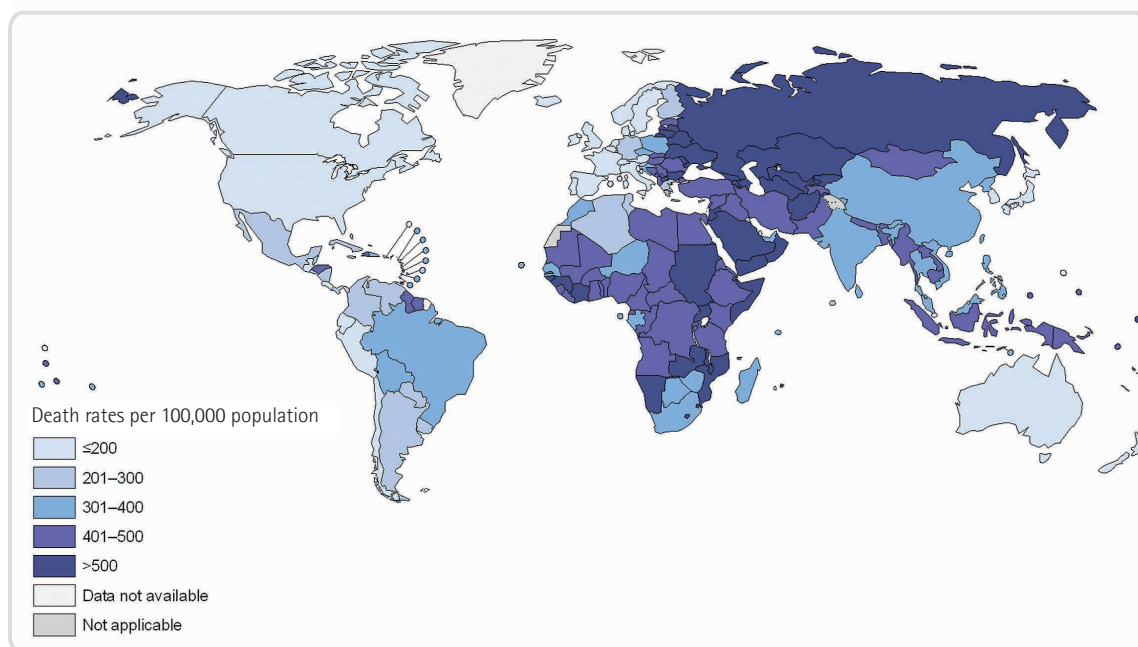 Death rates per 100,000 population
≤200
201–300
301–400
401–500
>500
Data not available
Not applicable